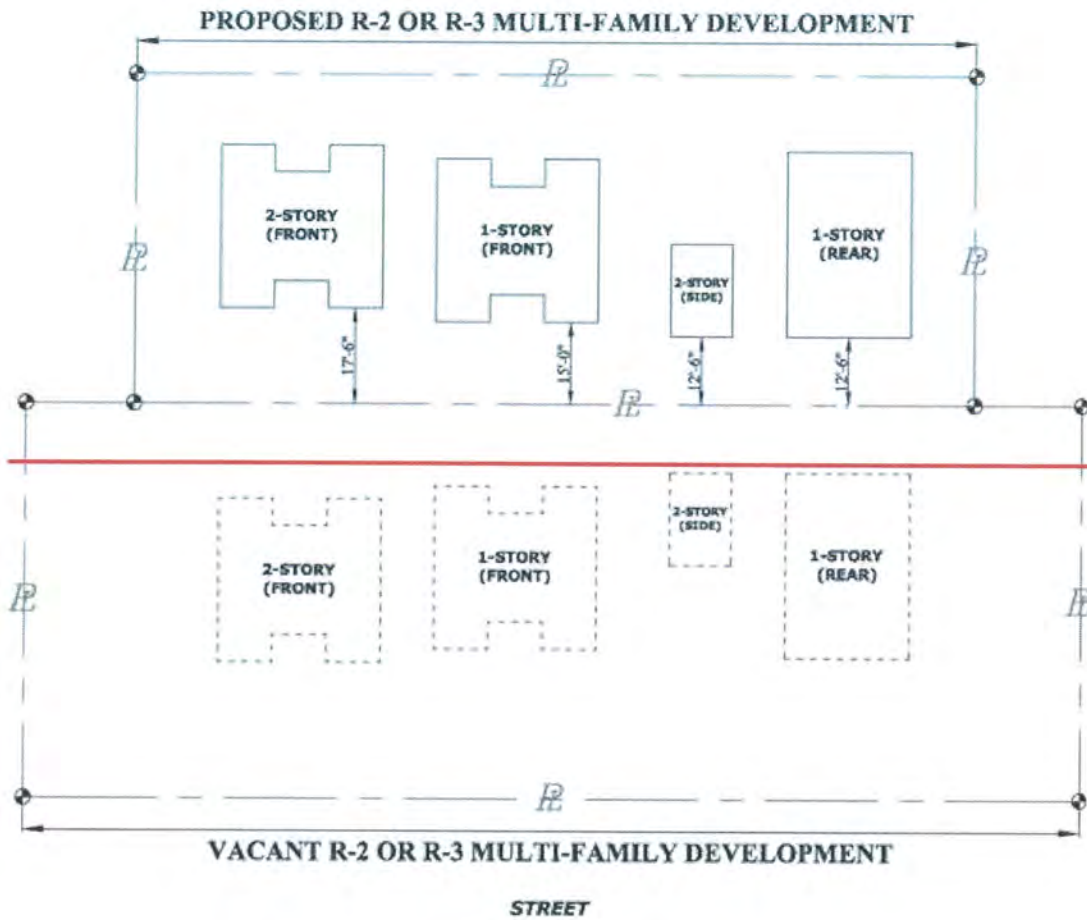 PROPOSED R-2 OR R-3 MULTI-FAMILY DEVELOPMENT
PL
2-STORY
(FRONT)
1-STORY
(FRONT)
2-STORY
(SIDE)
1-STORY
(REAR)
PL
PL
17'-6"
15'-0"
12'-6"
12'-6"
PL
2-STORY
(FRONT)
1-STORY
(FRONT)
2-STORY
(SIDE)
1-STORY
(REAR)
PL
PL
PL
VACANT R-2 OR R-3 MULTI-FAMILY DEVELOPMENT
STREET